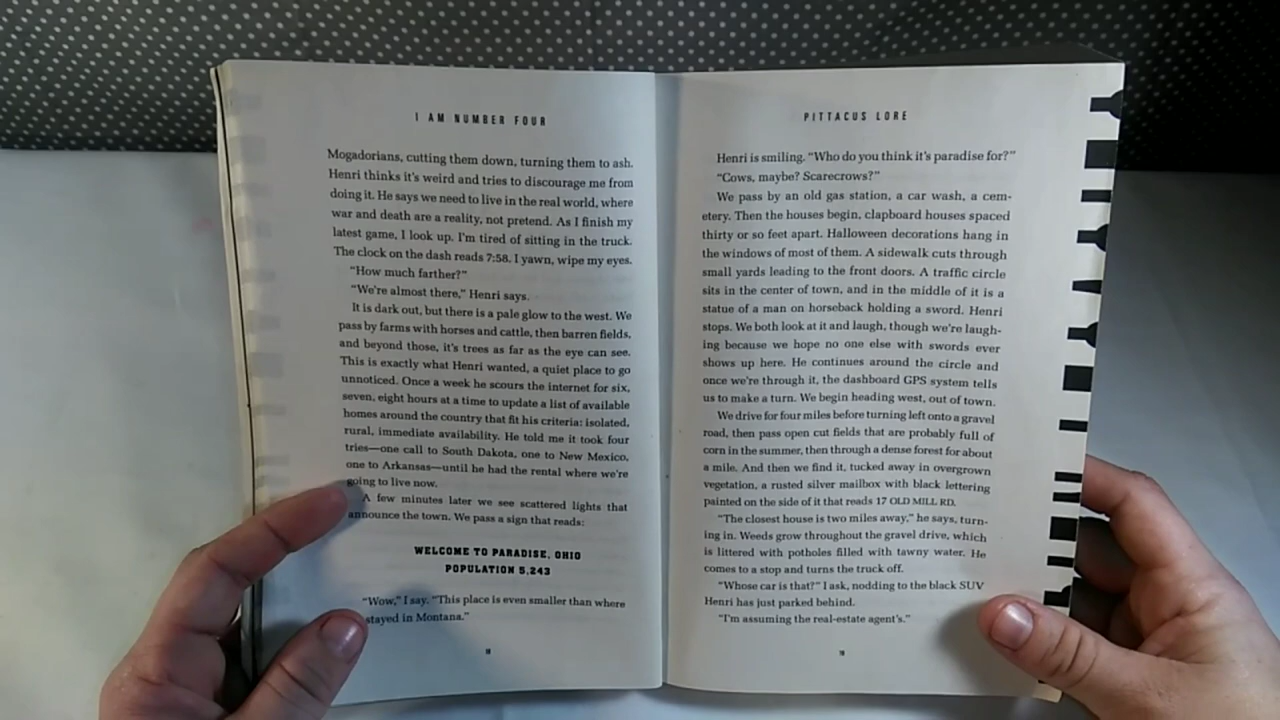 I AM NUMBER FOUR
Mogadorians, cutting them down, turning them to ash.
Henri thinks it's weird and tries to discourage me from
doing it. He says we need to live in the real world, where
war and death are a reality, not pretend. As I finish my
latest game, I look up. I'm tired of sitting in the truck.
The clock on the dash reads 7:58. I yawn, wipe my eyes.
"How much farther?"
"We're almost there," Henri says.
It is dark out, but there is a pale glow to the west. We
pass by farms with horses and cattle, then barren fields,
and beyond those, it's trees as far as the eye can see.
This is exactly what Henri wanted, a quiet place to go
unnoticed. Once a week he scours the internet for six,
seven, eight hours at a time to update a list of available
homes around the country that fit his criteria: isolated,
rural, immediate availability. He told me it took four
tries—one call to South Dakota, one to New Mexico,
one to Arkansas—until he had the rental where we're
going to live now.
A few minutes later we see scattered lights that
announce the town. We pass a sign that reads:
WELCOME TO PARADISE, OHIO
POPULATION 5,243
"Wow," I say. "This place is even smaller than where
stayed in Montana."
18
PITTACUS LORE
Henri is smiling. "Who do you think it's paradise for?"
"Cows, maybe? Scarecrows?"
We pass by an old gas station, a car wash, a cem-
etery. Then the houses begin, clapboard houses spaced
thirty or so feet apart. Halloween decorations hang in
the windows of most of them. A sidewalk cuts through
small yards leading to the front doors. A traffic circle
sits in the center of town, and in the middle of it is a
statue of a man on horseback holding a sword. Henri
stops. We both look at it and laugh, though we're laugh-
ing because we hope no one else with swords ever
shows up here. He continues around the circle and
once we're through it, the dashboard GPS system tells
us to make a turn. We begin heading west, out of town.
We drive for four miles before turning left onto a gravel
road, then pass open cut fields that are probably full of
corn in the summer, then through a dense forest for about
a mile. And then we find it, tucked away in overgrown
vegetation, a rusted silver mailbox with black lettering
painted on the side of it that reads 17 OLD MILL RD.
"The closest house is two miles away," he says, turn-
ing in. Weeds grow throughout the gravel drive, which
is littered with potholes filled with tawny water. He
comes to a stop and turns the truck off.
"Whose car is that?" I ask, nodding to the black SUV
Henri has just parked behind.
"I'm assuming the real-estate agent's."
19